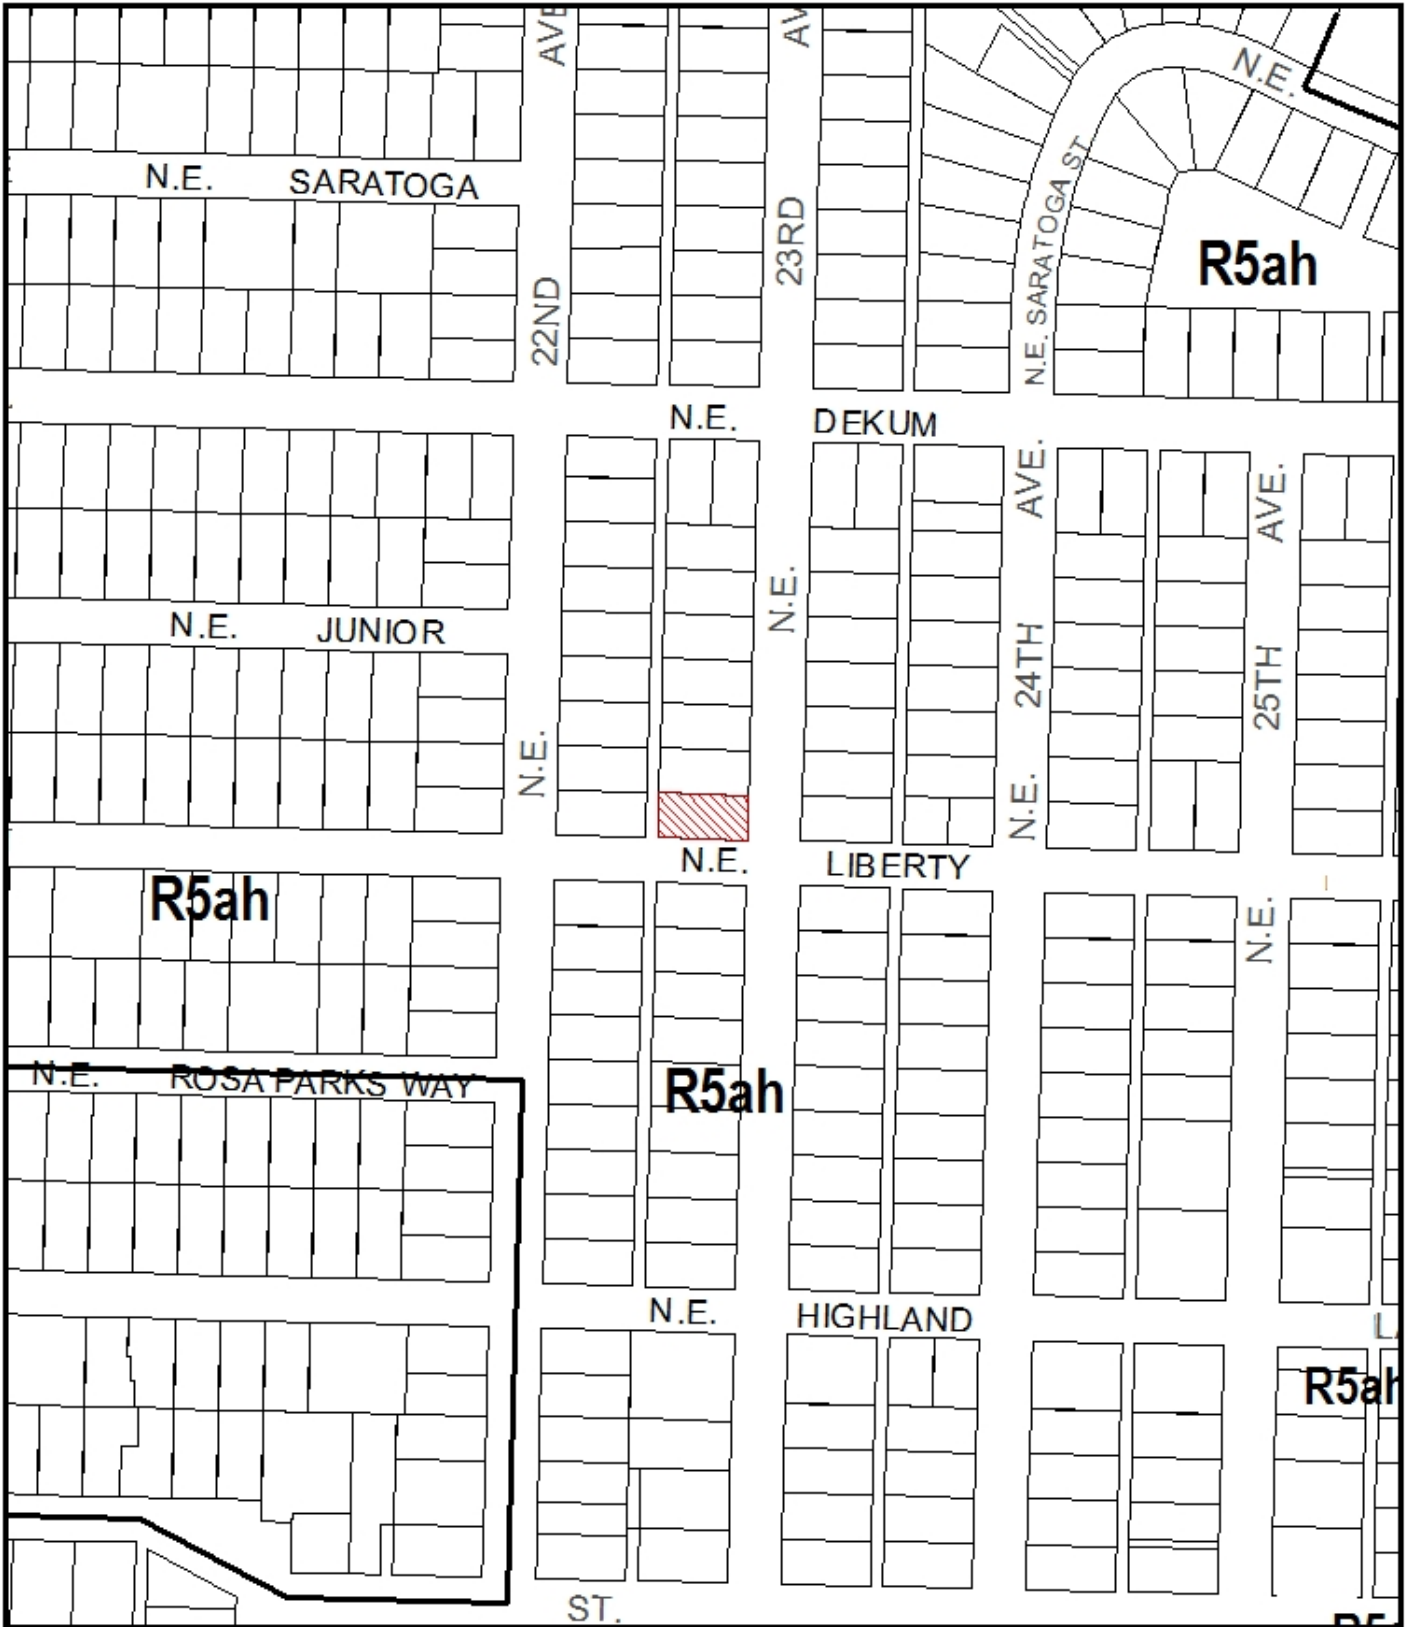 AVE
AV
N.E.
N.E. SARATOGA
N.E. SARATOGA ST
23RD
R5ah
22ND
N.E. DEKUM
AVE.
AVE.
N.E.
N.E. JUNIOR
24TH
25TH
N.E.
N.E.
N.E. LIBERTY
R5ah
N.E.
N.E. ROSA PARKS WAY
R5ah
N.E. HIGHLAND
R5ah
ST.